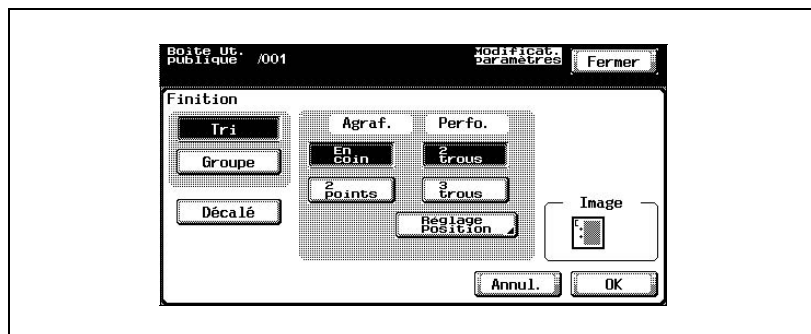 Boîte Ut.
publique /001
Modificat.
paramètres
Fermer
Finition
Tri
Groupe
Décalé
Agraf.
Perfo.
En
coin
2
trous
2
points
3
trous
Réglage
Position
Image
Annul.
OK